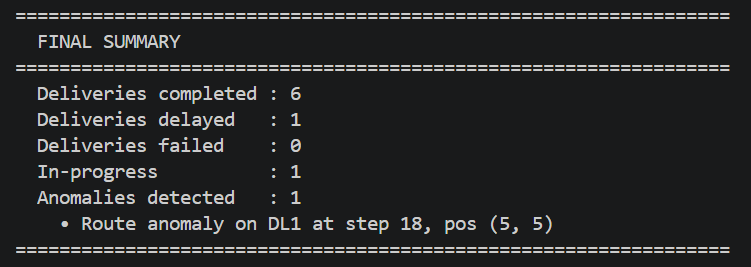 =================================================================
FINAL SUMMARY
=================================================================
Deliveries completed : 6
Deliveries delayed   : 1
Deliveries failed    : 0
In-progress          : 1
Anomalies detected   : 1
• Route anomaly on DL1 at step 18, pos (5, 5)
=================================================================